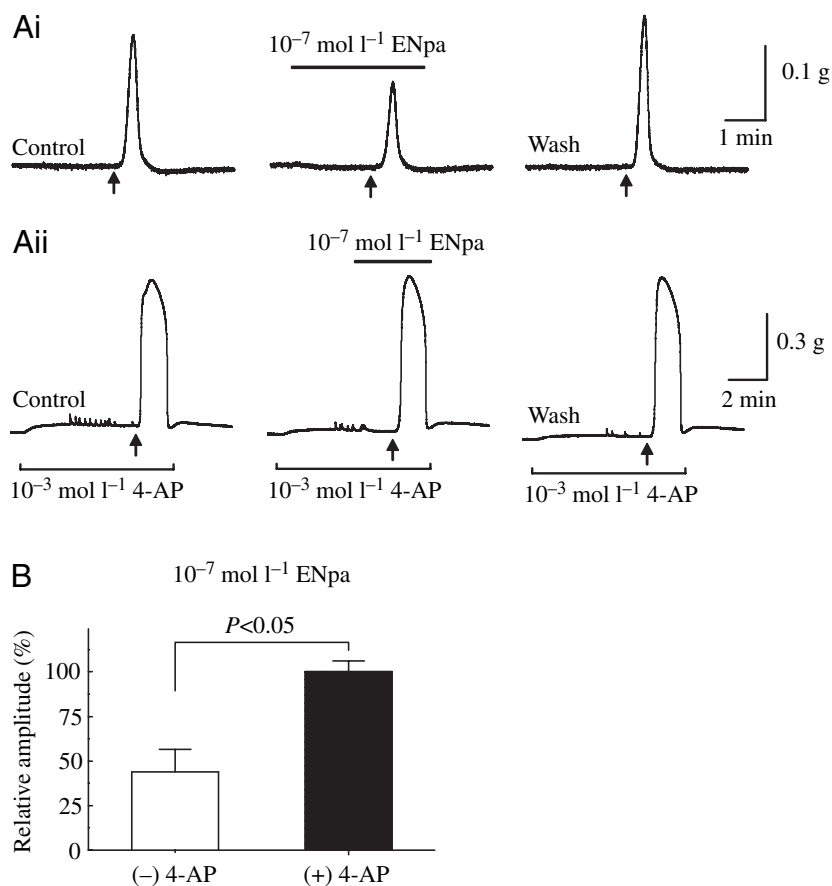 Ai
10⁻⁷ mol l⁻¹ ENpa
0.1 g
Control
Wash
1 min
Aii
10⁻⁷ mol l⁻¹ ENpa
0.3 g
Control
Wash
2 min
10⁻³ mol l⁻¹ 4-AP
10⁻³ mol l⁻¹ 4-AP
10⁻³ mol l⁻¹ 4-AP
B
10⁻⁷ mol l⁻¹ ENpa
P<0.05
Relative amplitude (%)
100
75
50
25
0
(–) 4-AP
(+) 4-AP